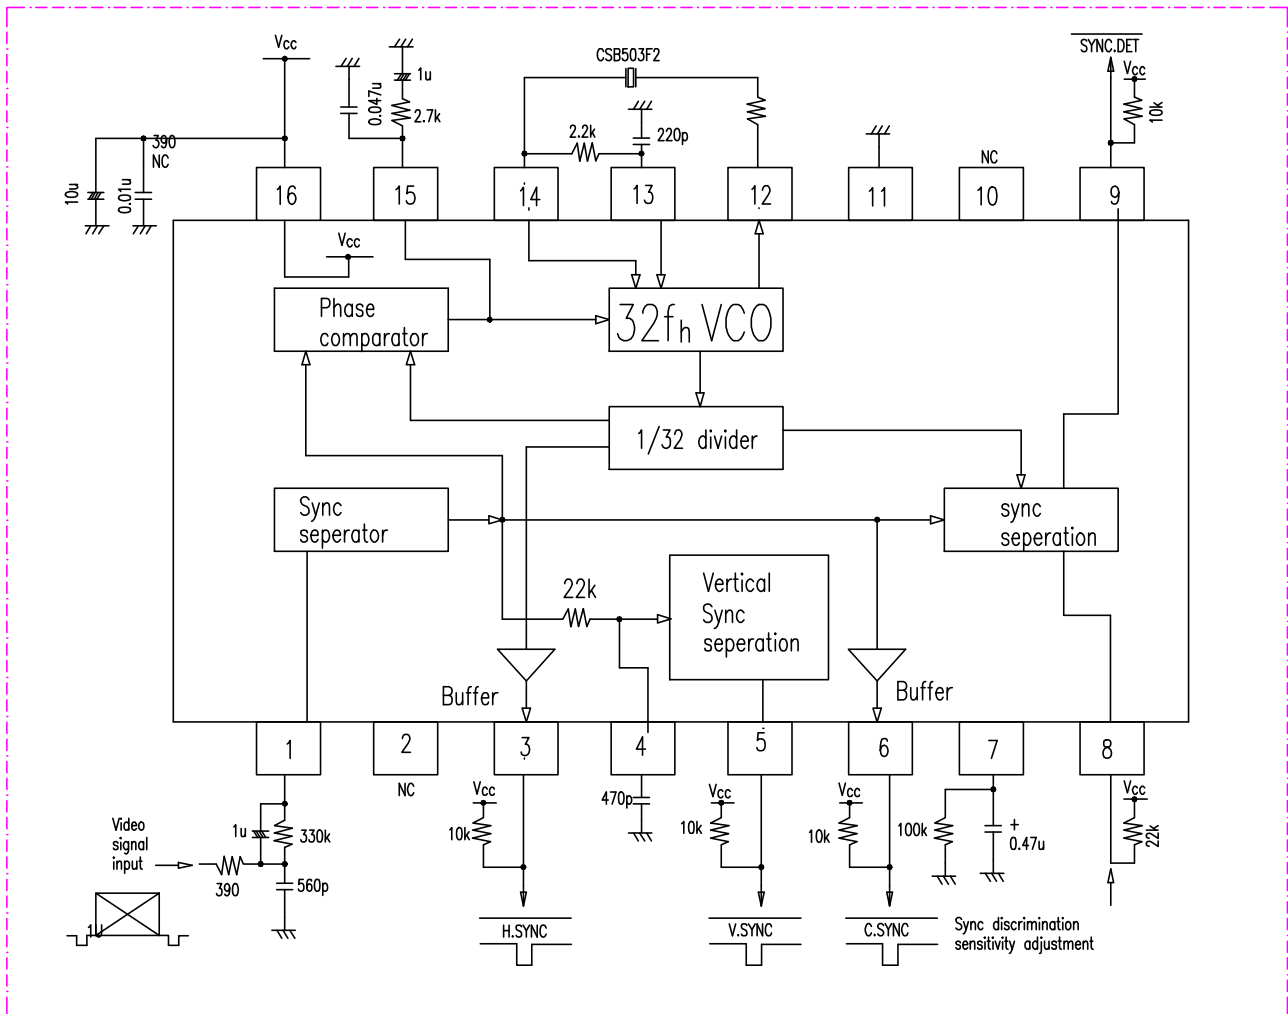 Vcc
1u
CSB503F2
SYNC.DET
Vcc
0.047u
2.7k
10k
390
NC
2.2k
220p
NC
10u
0.01u
16
15
14
13
12
11
10
9
Vcc
Phase
comparator
32fh VCO
1/32 divider
Sync
seperator
sync
seperation
22k
Vertical
Sync
seperation
Buffer
Buffer
1
2
3
4
5
6
7
8
NC
Vcc
470p
Vcc
Vcc
Vcc
Video
signal
input
1u
330k
10k
10k
10k
100k
+
0.47u
22k
390
560p
1U
H.SYNC
V.SYNC
C.SYNC
Sync discrimination
sensitivity adjustment